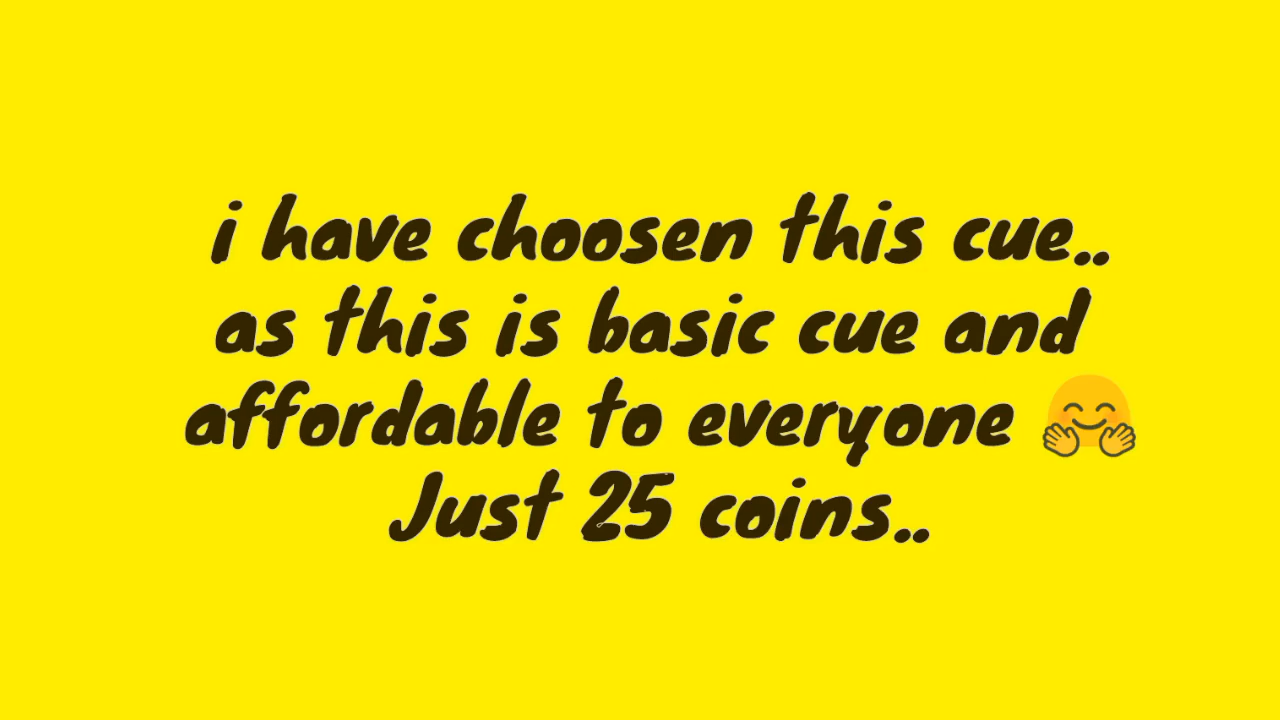 i have choosen this cue..
as this is basic cue and
affordable to everyone 🤗
Just 25 coins..